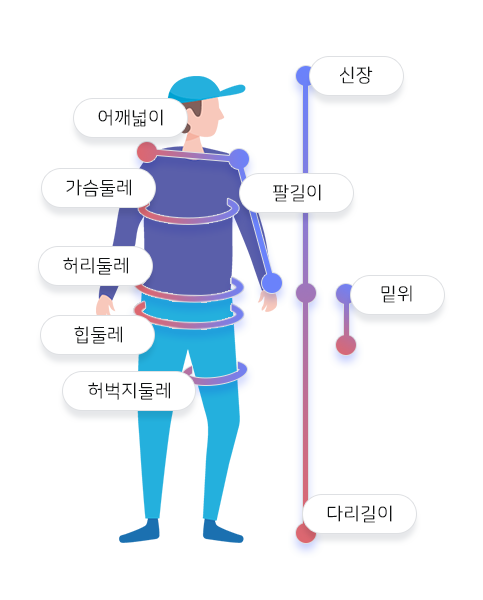 신장
어깨넓이
가슴둘레
팔길이
허리둘레
밑위
힙둘레
허벅지둘레
다리길이